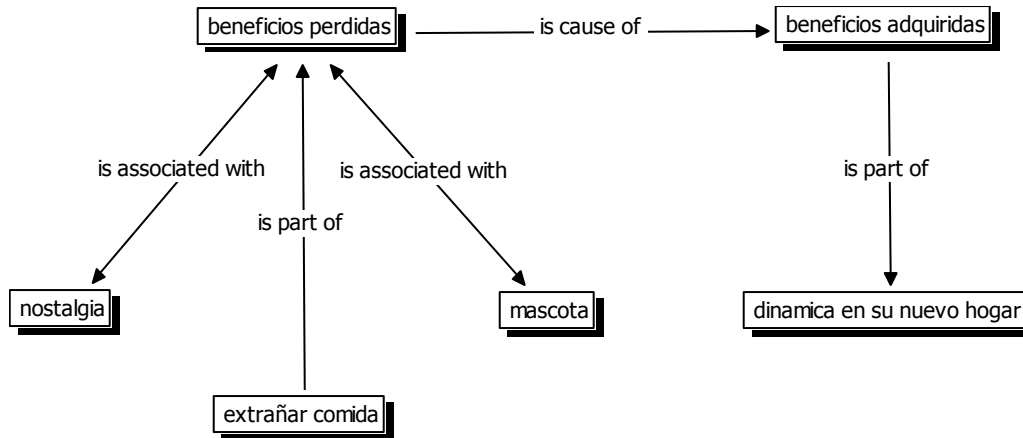 beneficios perdidas
is cause of
beneficios adquiridas
is associated with
is associated with
is part of
is part of
nostalgia
mascota
dinamica en su nuevo hogar
extrañar comida